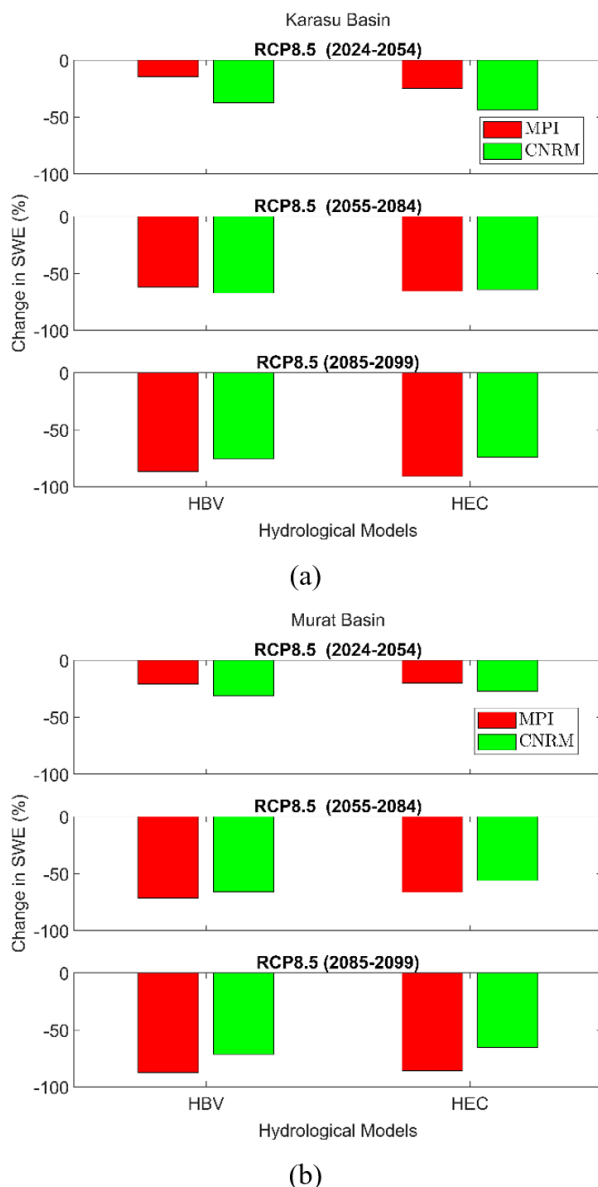 Karasu Basin
RCP8.5 (2024-2054)
0
-50
-100
MPI
CNRM
RCP8.5 (2055-2084)
0
-50
-100
Change in SWE (%)
RCP8.5 (2085-2099)
0
-50
-100
HBV
HEC
Hydrological Models
(a)
Murat Basin
RCP8.5 (2024-2054)
0
-50
-100
MPI
CNRM
RCP8.5 (2055-2084)
0
-50
-100
Change in SWE (%)
RCP8.5 (2085-2099)
0
-50
-100
HBV
HEC
Hydrological Models
(b)